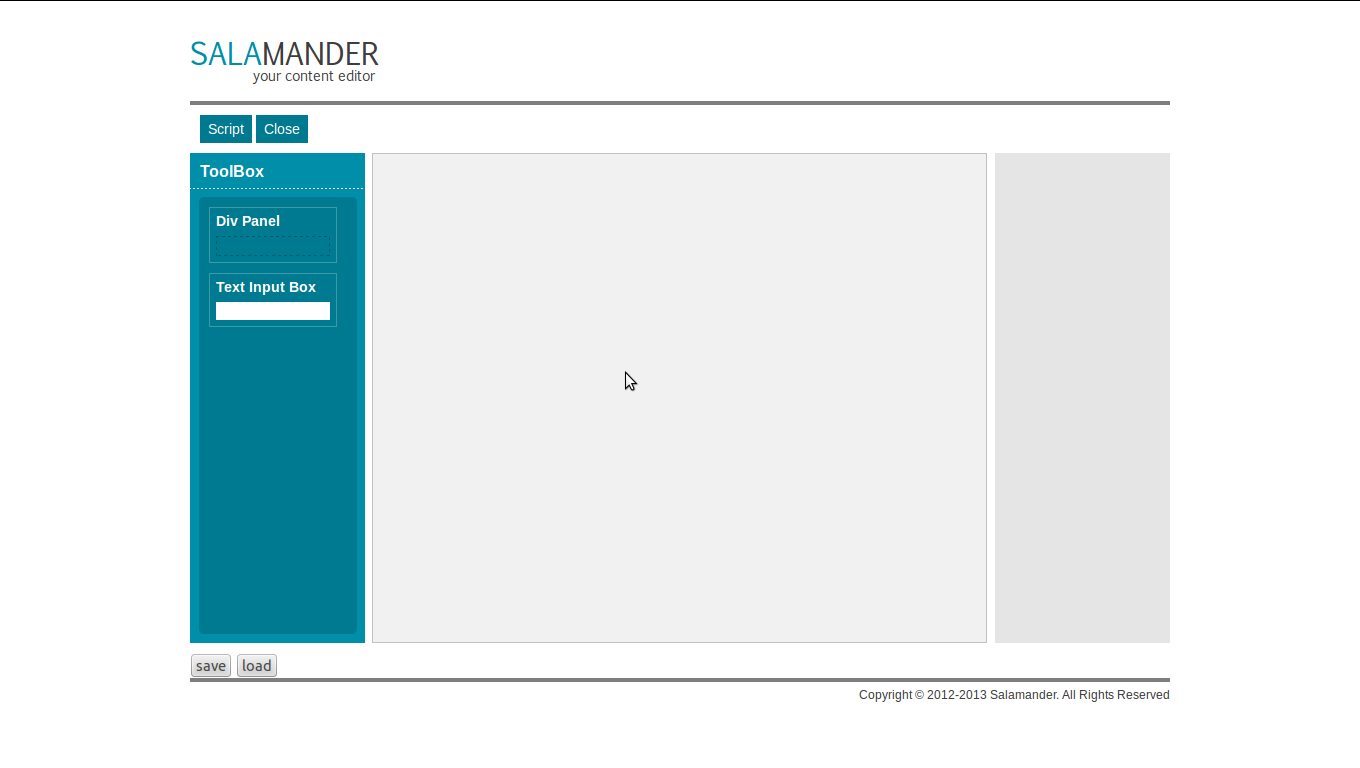 SALAMANDER
your content editor
Script Close
ToolBox
Div Panel
Text Input Box
save load
Copyright © 2012-2013 Salamander. All Rights Reserved